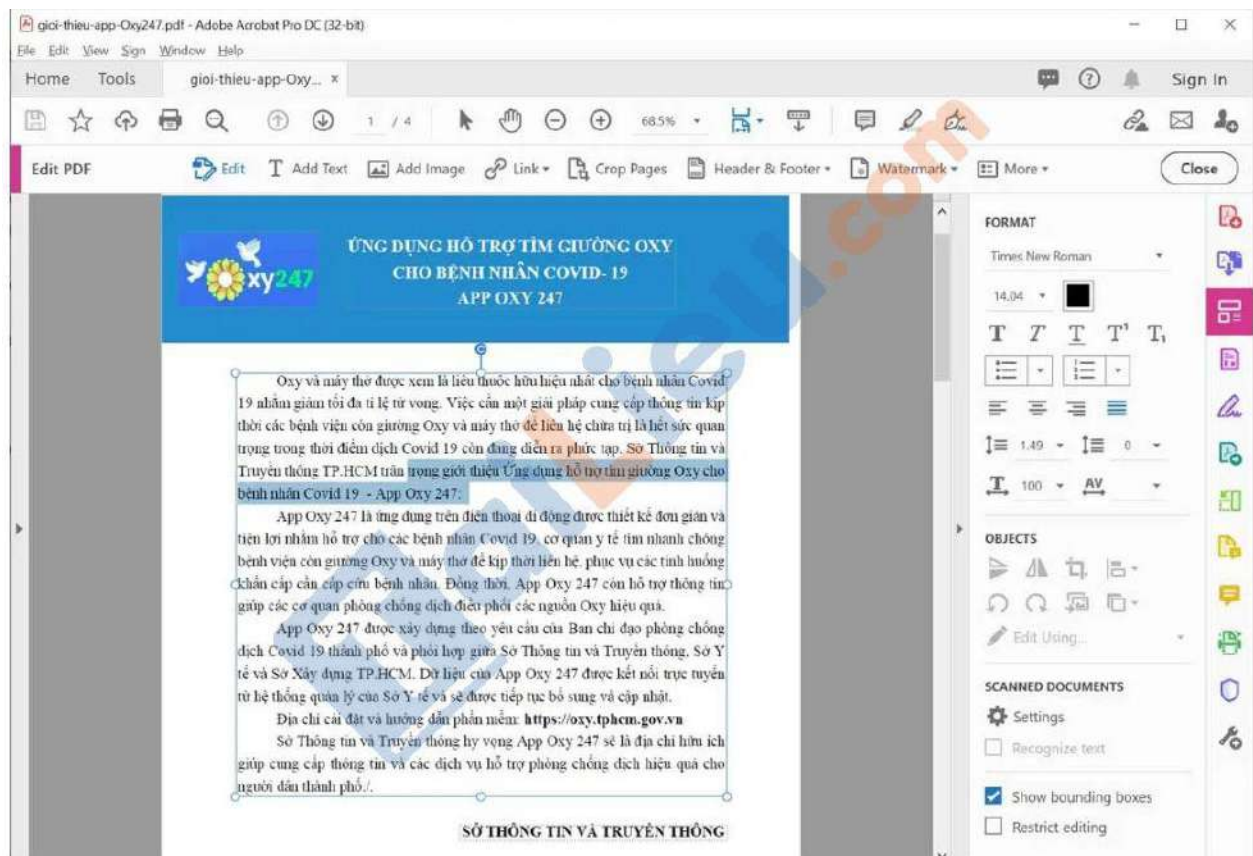 gioi-thieu-app-Oxy247.pdf - Adobe Acrobat Pro DC (32-bit)
File Edit View Sign Window Help
Home Tools gioi-thieu-app-Oxy... × Sign In
1 / 4 68.5%
Edit PDF Edit Add Text Add Image Link Crop Pages Header & Footer Watermark More Close
Oxy247
ỨNG DỤNG HỖ TRỢ TÌM GIƯỜNG OXY
CHO BỆNH NHÂN COVID- 19
APP OXY 247
Oxy và máy thở được xem là liều thuốc hữu hiệu nhất cho bệnh nhân Covid
19 nhằm giảm tối đa tỉ lệ tử vong. Việc cần một giải pháp cung cấp thông tin kịp
thời các bệnh viện còn giường Oxy và máy thở để liên hệ chữa trị là hết sức quan
trọng trong thời điểm dịch Covid 19 còn đang diễn ra phức tạp. Sở Thông tin và
Truyền thông TP.HCM trân trọng giới thiệu Ứng dụng hỗ trợ tìm giường Oxy cho
bệnh nhân Covid 19 - App Oxy 247:
App Oxy 247 là ứng dụng trên điện thoại di động được thiết kế đơn giản và
tiện lợi nhằm hỗ trợ cho các bệnh nhân Covid 19, cơ quan y tế tìm nhanh chóng
bệnh viện còn giường Oxy và máy thở để kịp thời liên hệ, phục vụ các tình huống
khẩn cấp cần cấp cứu bệnh nhân. Đồng thời, App Oxy 247 còn hỗ trợ thông tin
giúp các cơ quan phòng chống dịch điều phối các nguồn Oxy hiệu quả.
App Oxy 247 được xây dựng theo yêu cầu của Ban chỉ đạo phòng chống
dịch Covid 19 thành phố và phối hợp giữa Sở Thông tin và Truyền thông, Sở Y
tế và Sở Xây dựng TP.HCM. Dữ liệu của App Oxy 247 được kết nối trực tuyến
từ hệ thống quản lý của Sở Y tế và sẽ được tiếp tục bổ sung và cập nhật.
Địa chỉ cài đặt và hướng dẫn phần mềm: https://oxy.tphcm.gov.vn
Sở Thông tin và Truyền thông hy vọng App Oxy 247 sẽ là địa chỉ hữu ích
giúp cung cấp thông tin và các dịch vụ hỗ trợ phòng chống dịch hiệu quả cho
người dân thành phố./.
SỞ THÔNG TIN VÀ TRUYỀN THÔNG
FORMAT
Times New Roman
14.04
T T T T¹ T₁
1.49 0
T 100 AV
OBJECTS
Edit Using...
SCANNED DOCUMENTS
Settings
Recognize text
Show bounding boxes
Restrict editing
TaiLieu.com